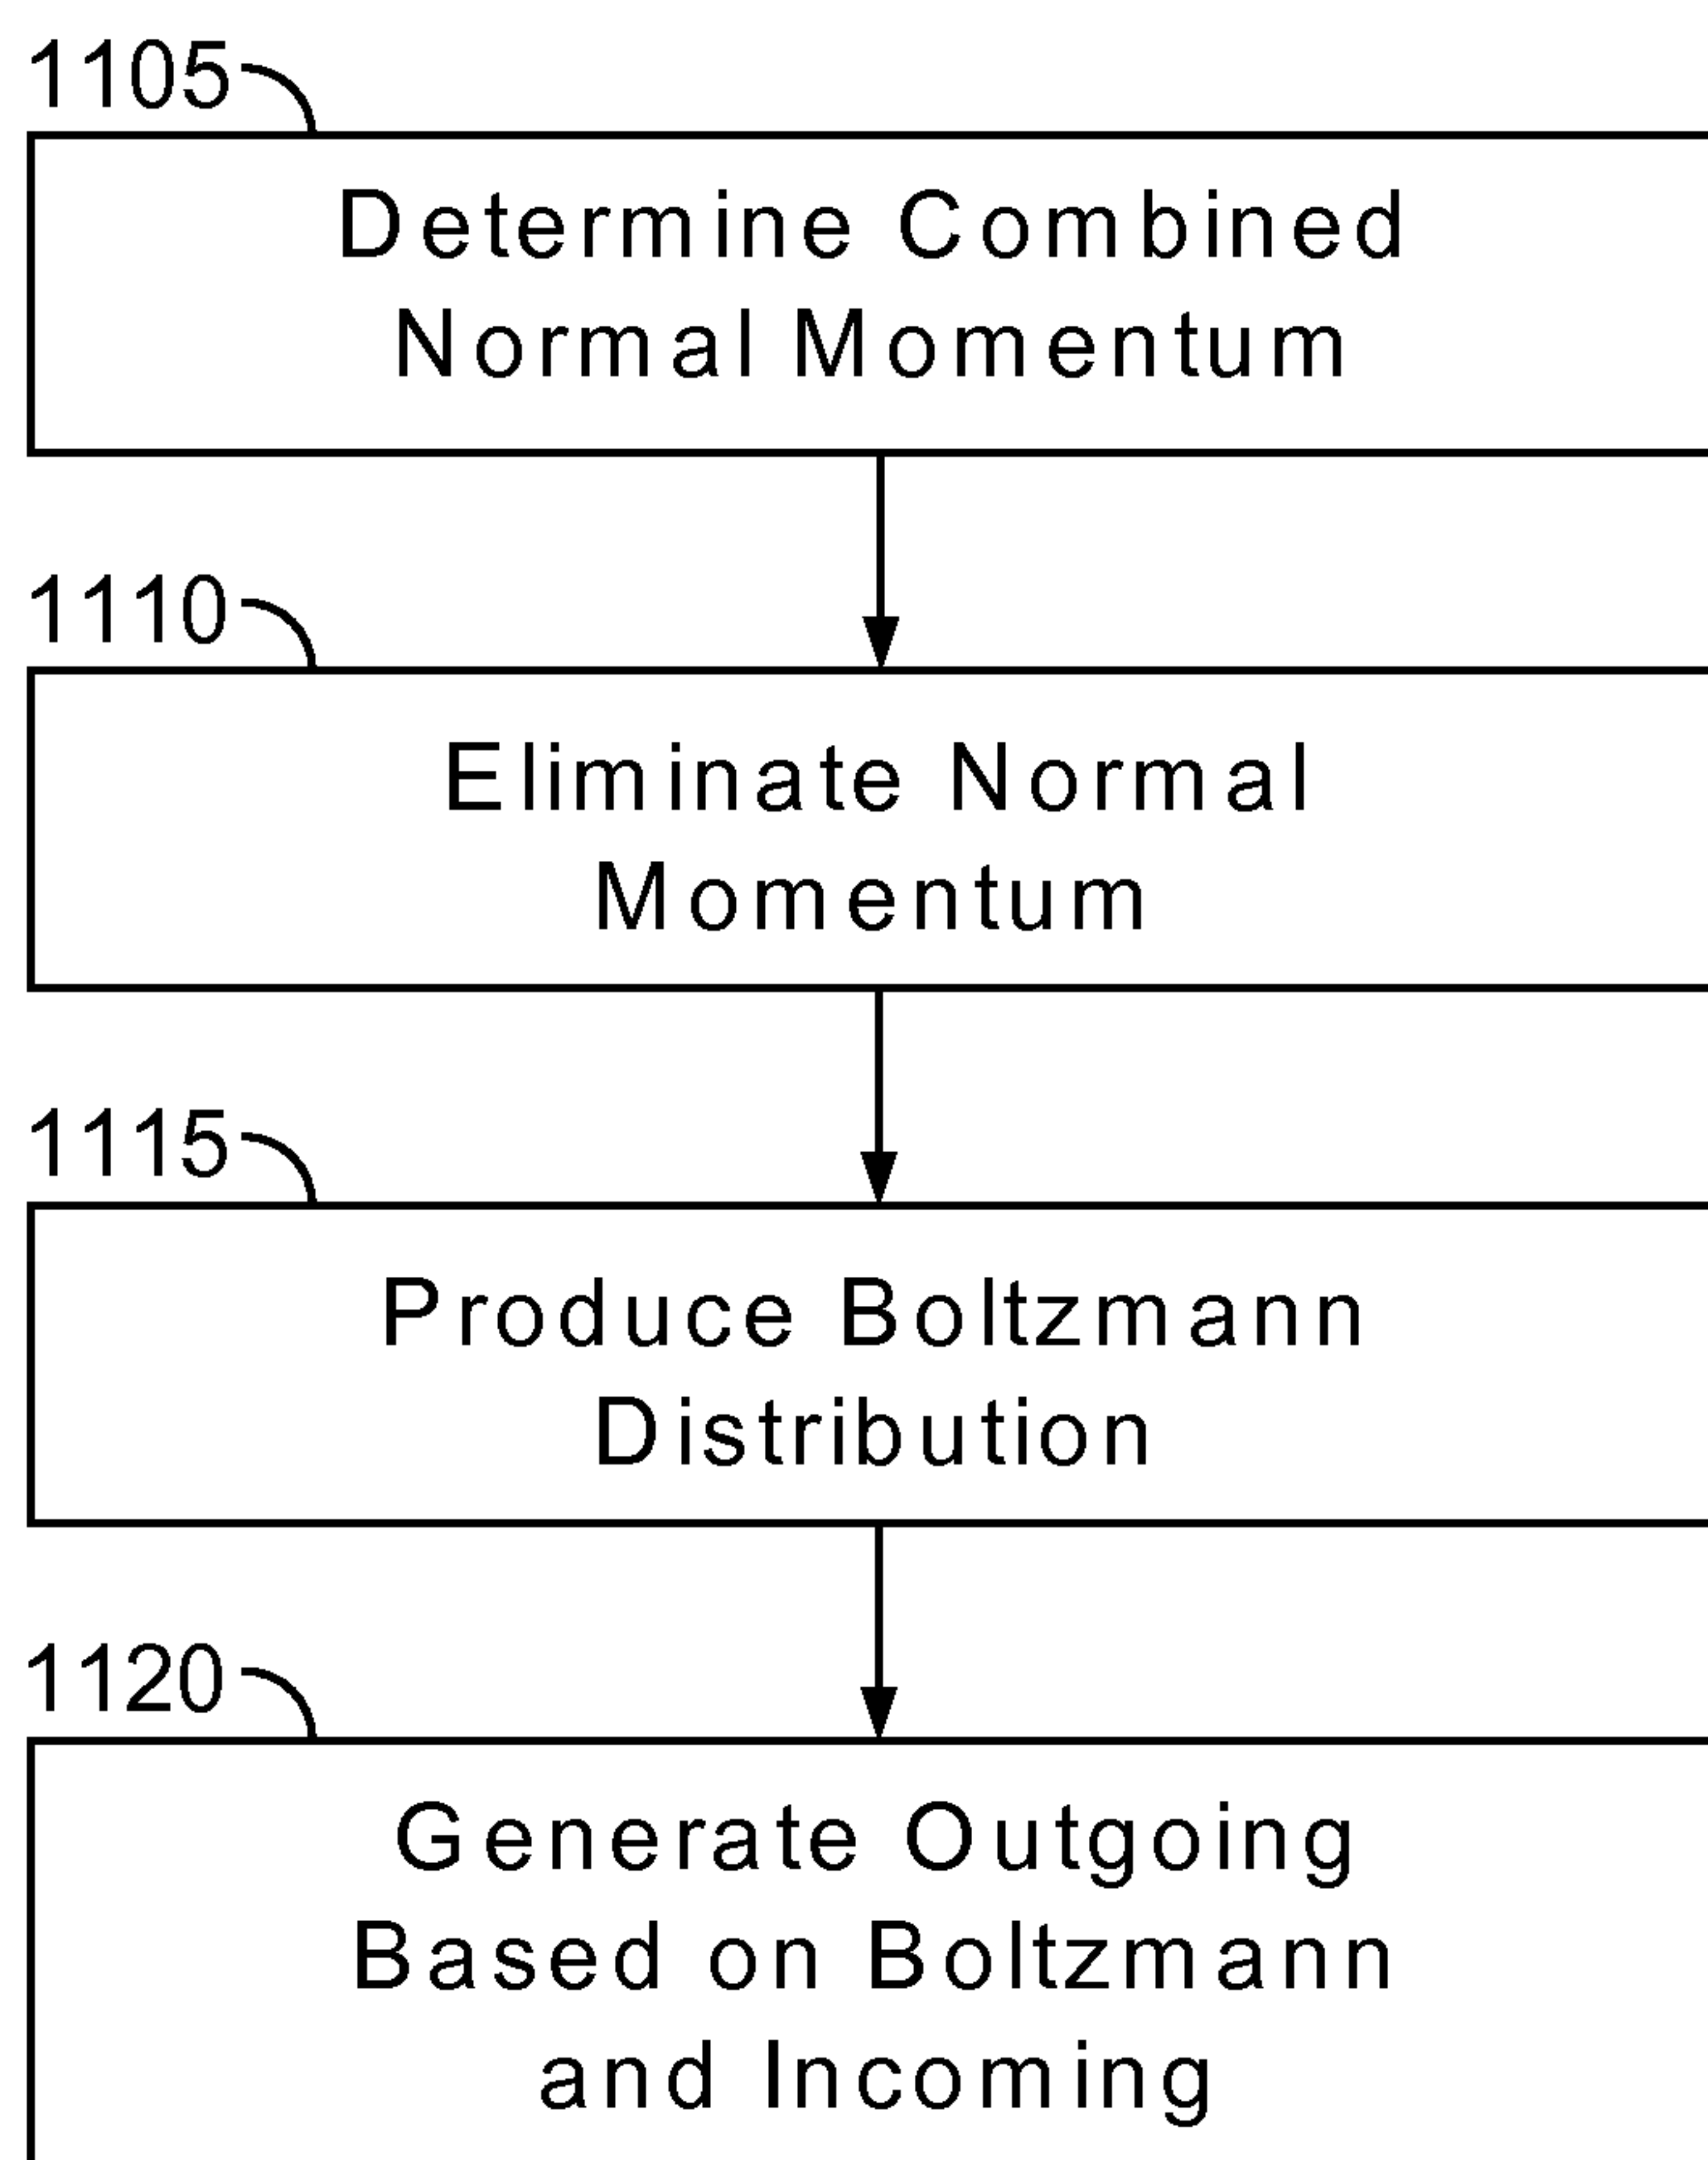 1105
Determine Combined
Normal Momentum
1110
Eliminate Normal
Momentum
1115
Produce Boltzmann
Distribution
1120
Generate Outgoing
Based on Boltzmann
and Incoming